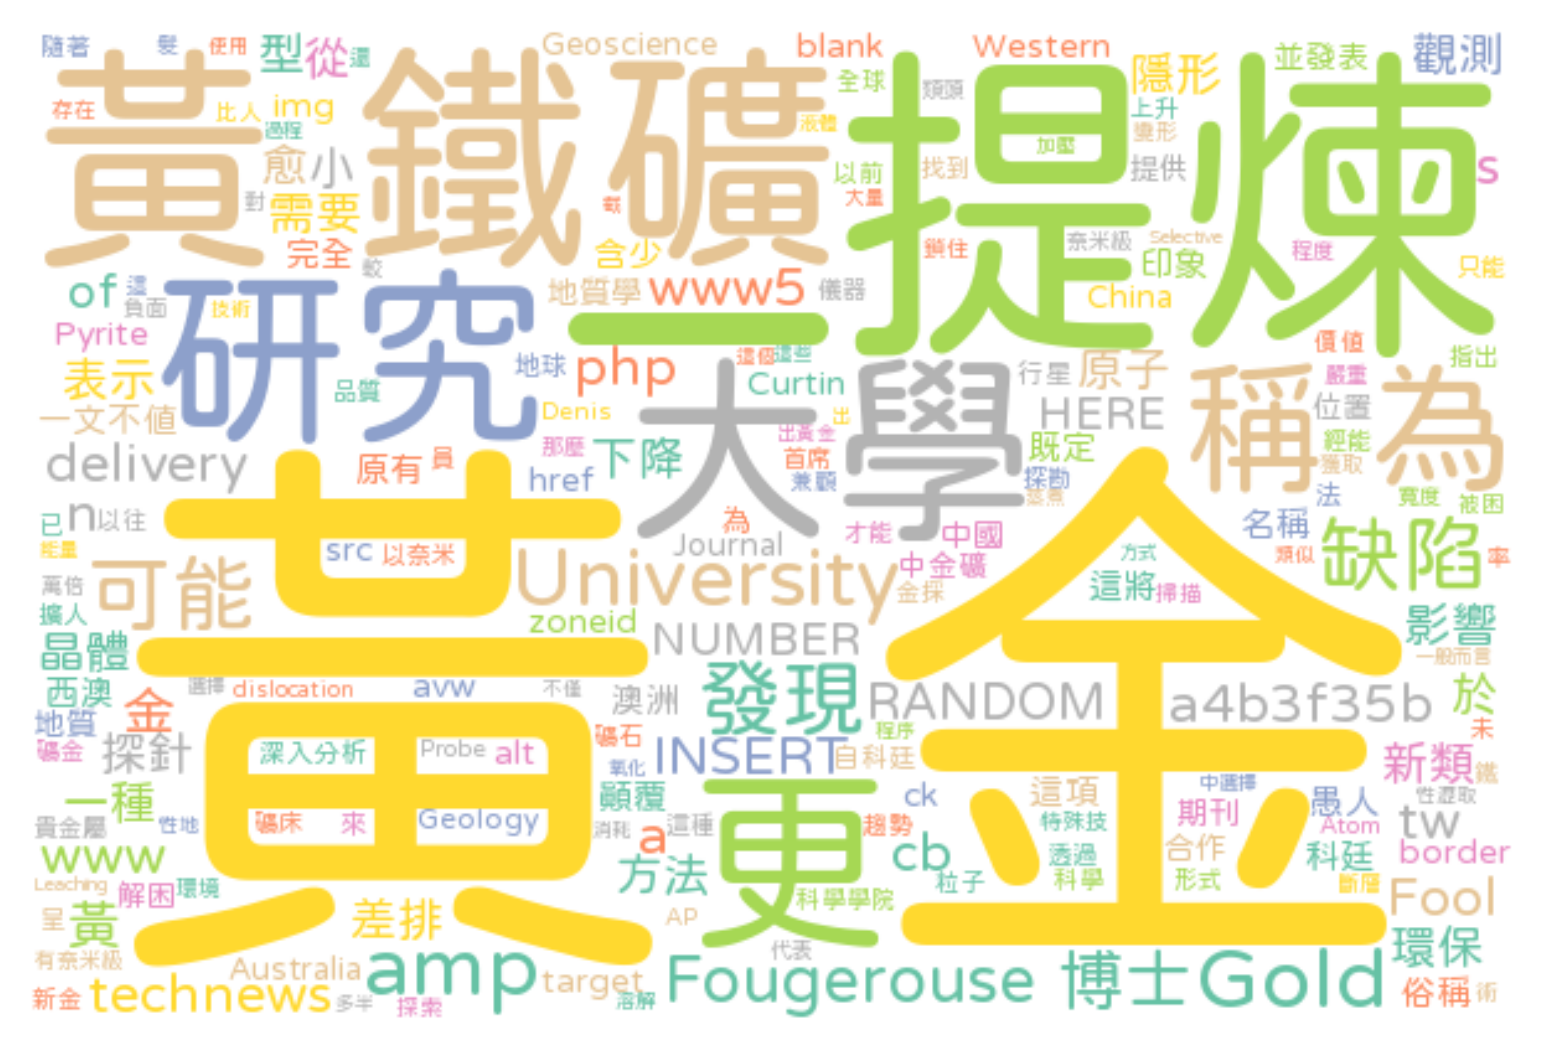 隨著 髮 使用 型 從 還 Geoscience blank Western 隱形 並發表 觀測
黃鐵礦 提煉
存在 比人 img 過程 液體 全球 類頭 上升 變形 加壓
愈 小 以前 找到 提供 s
對 需要 大量
完全 較 含少 鎖住 奈米級 Selective 印象 程度 只能
of 這 負面 技術 地質學 www5 儀器 China
Pyrite 研究 一
表示 品質 地球 php 這個 這些 Curtin 行星 原子 價值 嚴重 指出
一文不值 Denis 大學 出 HERE 稱為 位置
delivery 原有 員 那麼 href 下降 出黃金 首席 兼顧 既定 探勘 蒸煮 經能 獲取 法 寬度 被困
已 n 以往 能量 src 以奈米 為 Journal 才能 中國 名稱 方式 類似 缺陷 率
萬倍 擴人 可能 University 中金礦 金採 這將 掃描
黃金
晶體 zoneid NUMBER 影響 一般而言
西澳 選擇 dislocation avw 不僅 澳洲 發現 RANDOM a4b3f35b 於
地質 金 未
礦金 探針 深入分析 Probe alt 礦石 氧化 INSERT 程序 自科廷 新類 鐵
一種 顛覆 ck 這項 中選擇 期刊 愚人
貴金屬 性地 礦床 來 Geology 消耗 a 這種 更 趨勢 特殊技 Atom tw
www 方法 cb 粒子 透過 科學 合作 形式 科廷 border 斷層
Leaching 解困 環境 科學學院 Fool
呈 黃 差排 AP
有奈米級 Australia amp target 代表 環保
新金 technews 多半 探索 溶解 Fougerouse 博士 Gold 俗稱 術